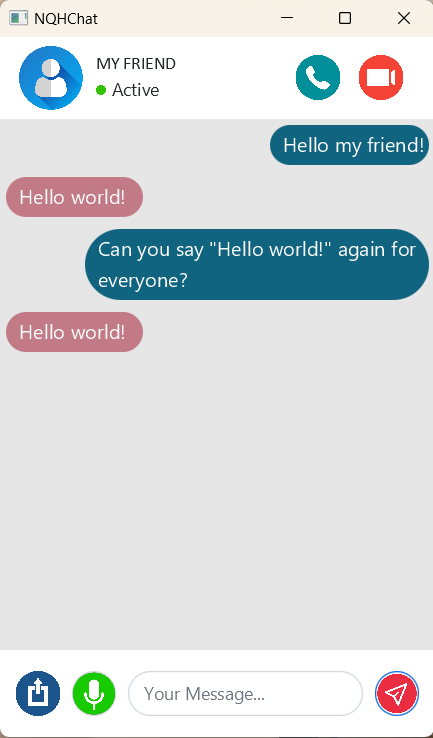 NQHChat
MY FRIEND
Active
Hello my friend!
Hello world!
Can you say "Hello world!" again for
everyone?
Hello world!
Your Message...